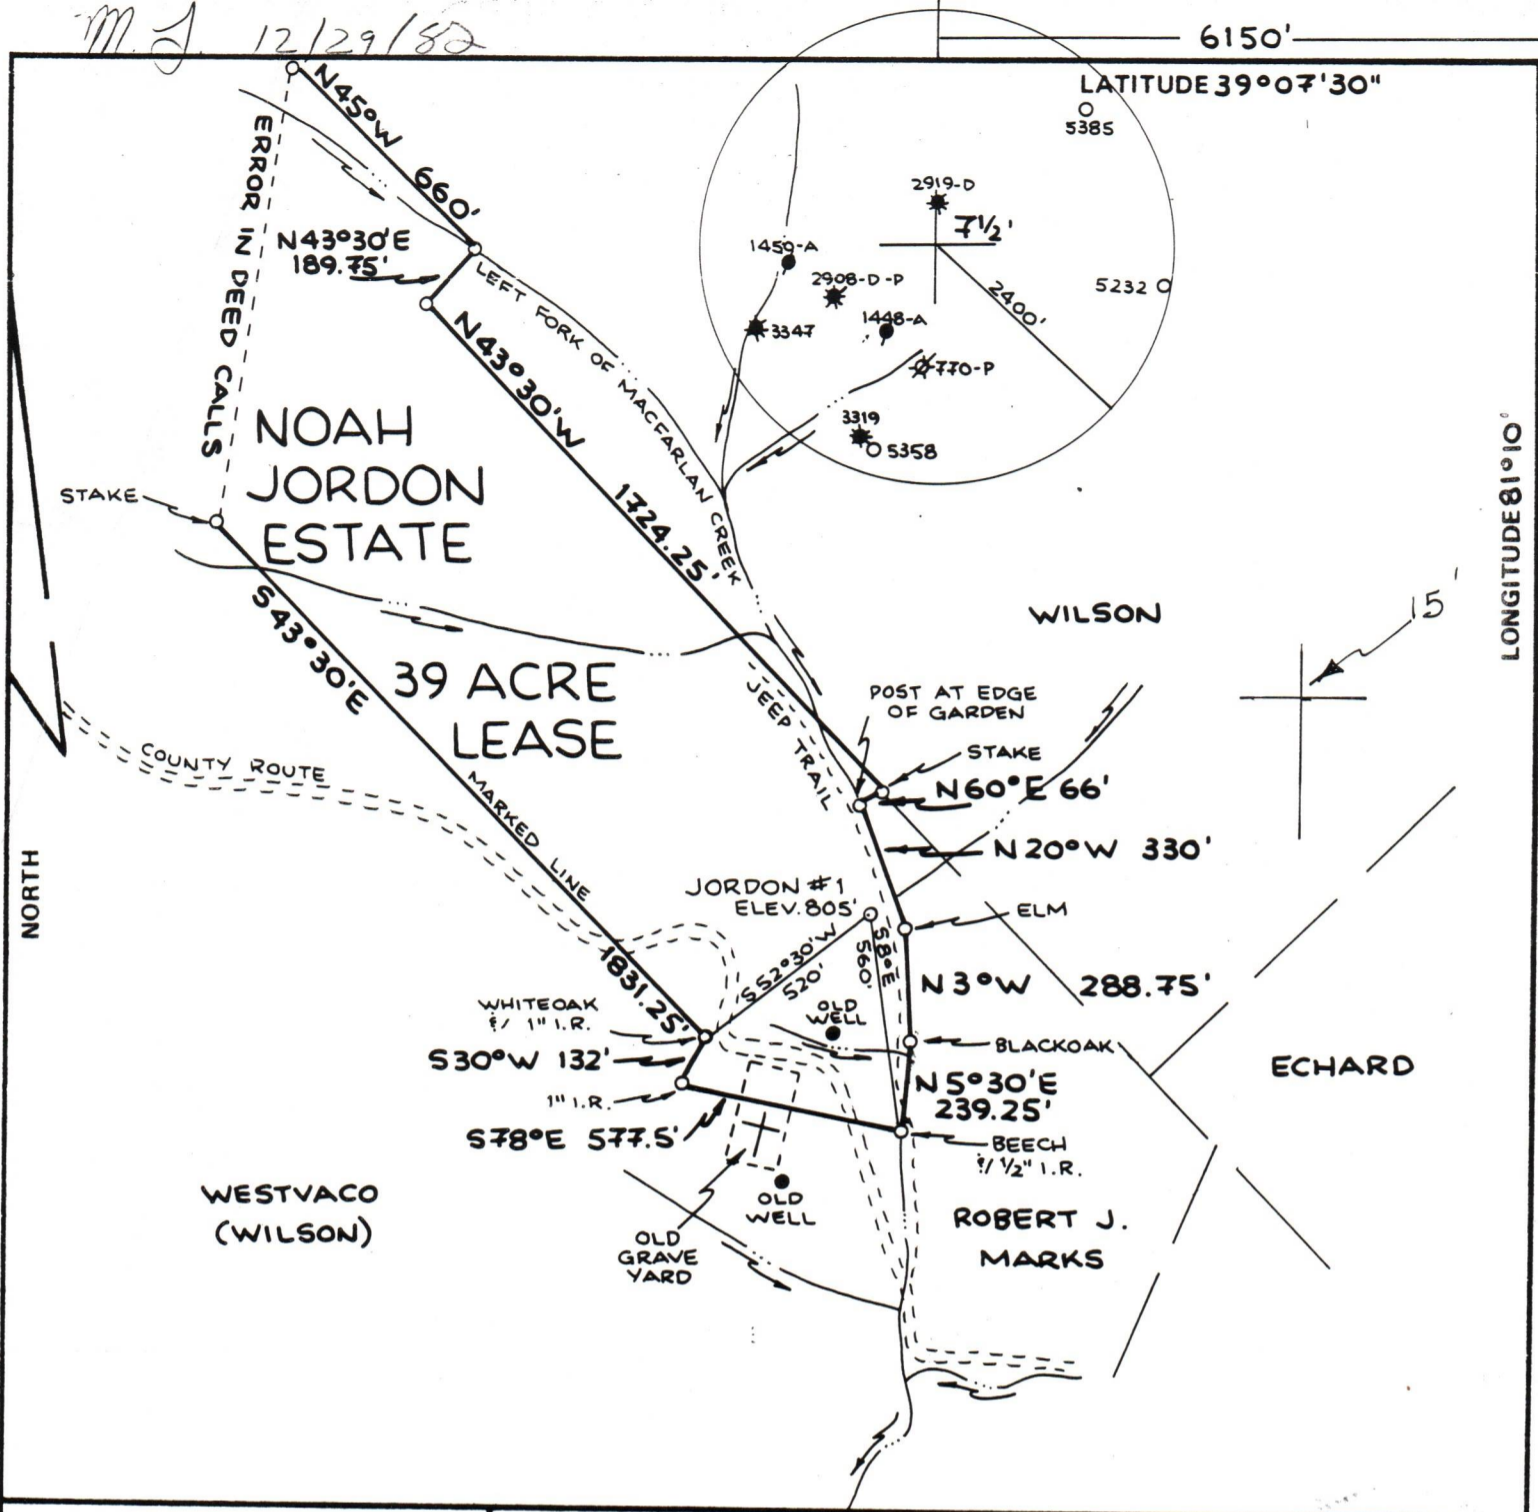 M. J. 12/29/82
6150'
LATITUDE 39°07'30"
5385
N45°W 660'
ERROR IN DEED CALLS
2919-D
7½'
N43°30'E
189.75'
1450-A
2908-D-P
5232
2400'
LEFT FORK OF MACFARLAN CREEK
3347
1448-A
N43°30'W 1724.25'
770-P
NOAH
JORDON
ESTATE
3319
5358
LONGITUDE 81°10'
STAKE
S43°30'E 1831.25'
WILSON
15'
39 ACRE
LEASE
JEEP TRAIL
POST AT EDGE
OF GARDEN
STAKE
COUNTY ROUTE
MARKED LINE
N60°E 66'
N20°W 330'
NORTH
JORDON #1
ELEV. 805'
ELM
S52°30'W
520'
S8°E
560'
N3°W 288.75'
WHITEOAK
&/ 1" I.R.
OLD
WELL
S30°W 132'
BLACKOAK
ECHARD
1" I.R.
N5°30'E
239.25'
S78°E 577.5'
BEECH
&/ ½" I.R.
WESTVACO
(WILSON)
OLD
WELL
ROBERT J.
MARKS
OLD
GRAVE
YARD